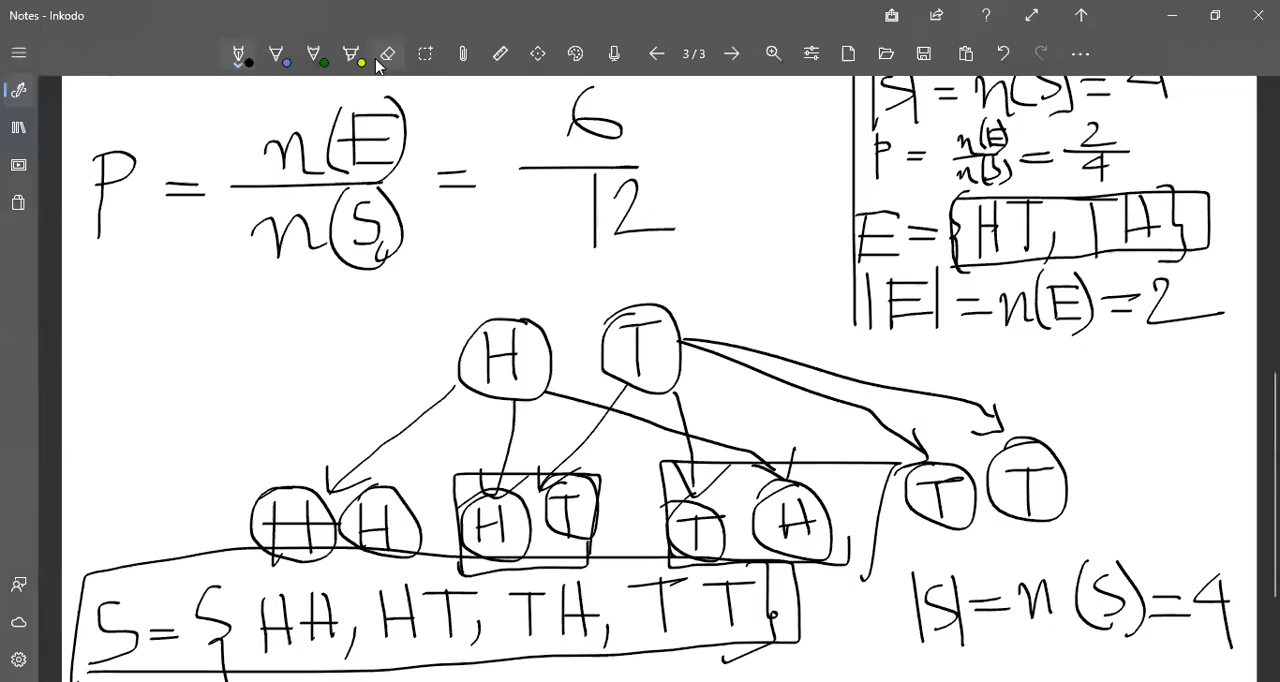 Notes - Inkodo
3/3
P = n(E) / n(S) = 6 / 12
|S| = n(S) = 4
P = n(E) / n(S) = 2 / 4
E = {HT, TH}
|E| = n(E) = 2
H T
H H H T T H T T
S = { HH, HT, TH, TT }
|S| = n(S) = 4